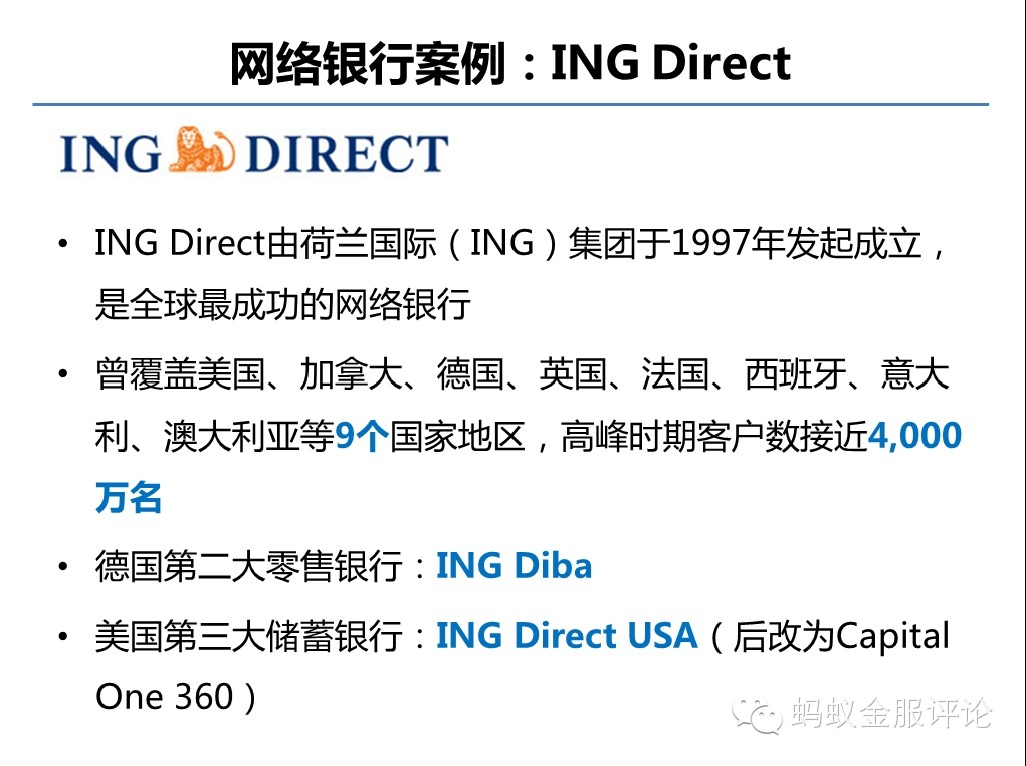 网络银行案例：ING Direct
ING DIRECT
• ING Direct由荷兰国际（ING）集团于1997年发起成立，
是全球最成功的网络银行
• 曾覆盖美国、加拿大、德国、英国、法国、西班牙、意大
利、澳大利亚等9个国家地区，高峰时期客户数接近4,000
万名
• 德国第二大零售银行：ING Diba
• 美国第三大储蓄银行：ING Direct USA（后改为Capital
One 360）
蚂蚁金服评论